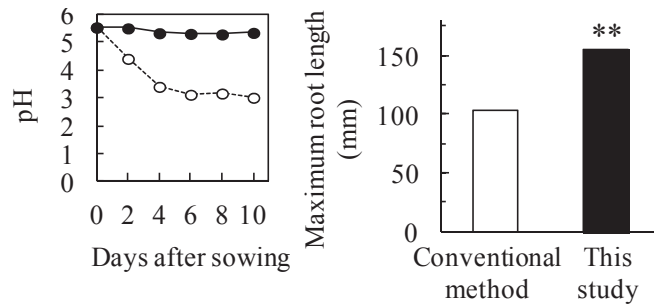 6
5
4
3
2
1
0
pH
0 2 4 6 8 10
Days after sowing
Maximum root length
(mm)
150
100
50
0
**
Conventional
method
This
study